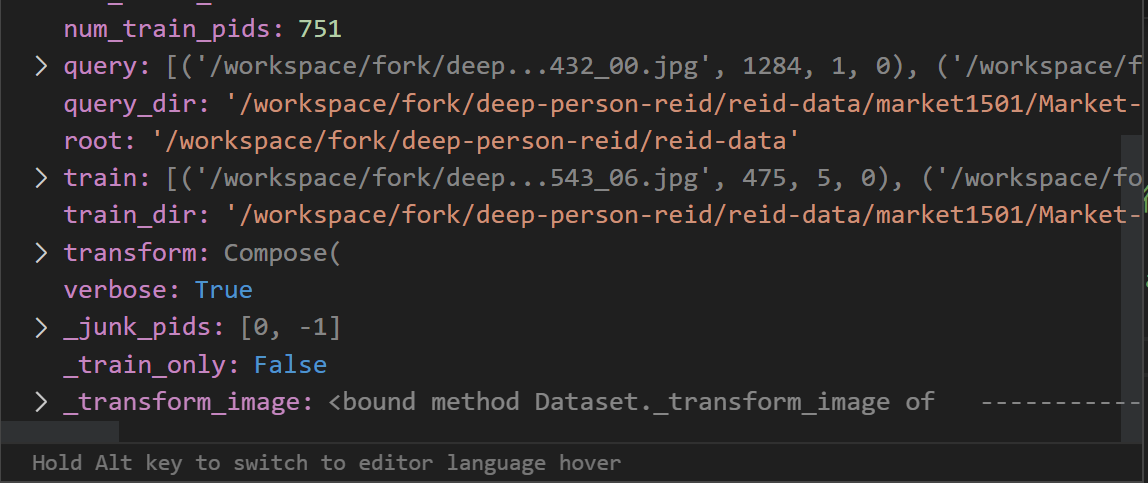 num_train_pids: 751
> query: [('/workspace/fork/deep...432_00.jpg', 1284, 1, 0), ('/workspace/f
query_dir: '/workspace/fork/deep-person-reid/reid-data/market1501/Market-
root: '/workspace/fork/deep-person-reid/reid-data'
> train: [('/workspace/fork/deep...543_06.jpg', 475, 5, 0), ('/workspace/fo
train_dir: '/workspace/fork/deep-person-reid/reid-data/market1501/Market-
> transform: Compose(
verbose: True
> _junk_pids: [0, -1]
_train_only: False
> _transform_image: <bound method Dataset._transform_image of   -----------
Hold Alt key to switch to editor language hover